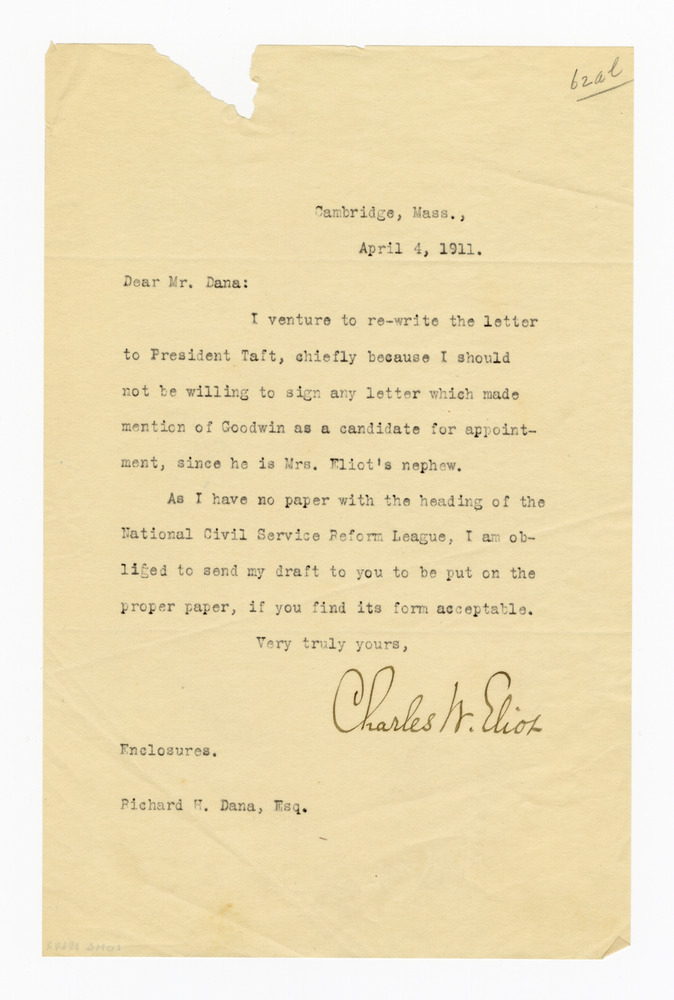 bzal
Cambridge, Mass.,
April 4, 1911.
Dear Mr. Dana:
I venture to re-write the letter
to President Taft, chiefly because I should
not be willing to sign any letter which made
mention of Goodwin as a candidate for appoint-
ment, since he is Mrs. Eliot's nephew.
As I have no paper with the heading of the
National Civil Service Reform League, I am ob-
liged to send my draft to you to be put on the
proper paper, if you find its form acceptable.
Very truly yours,
Charles W. Eliot
Enclosures.
Richard H. Dana, Esq.